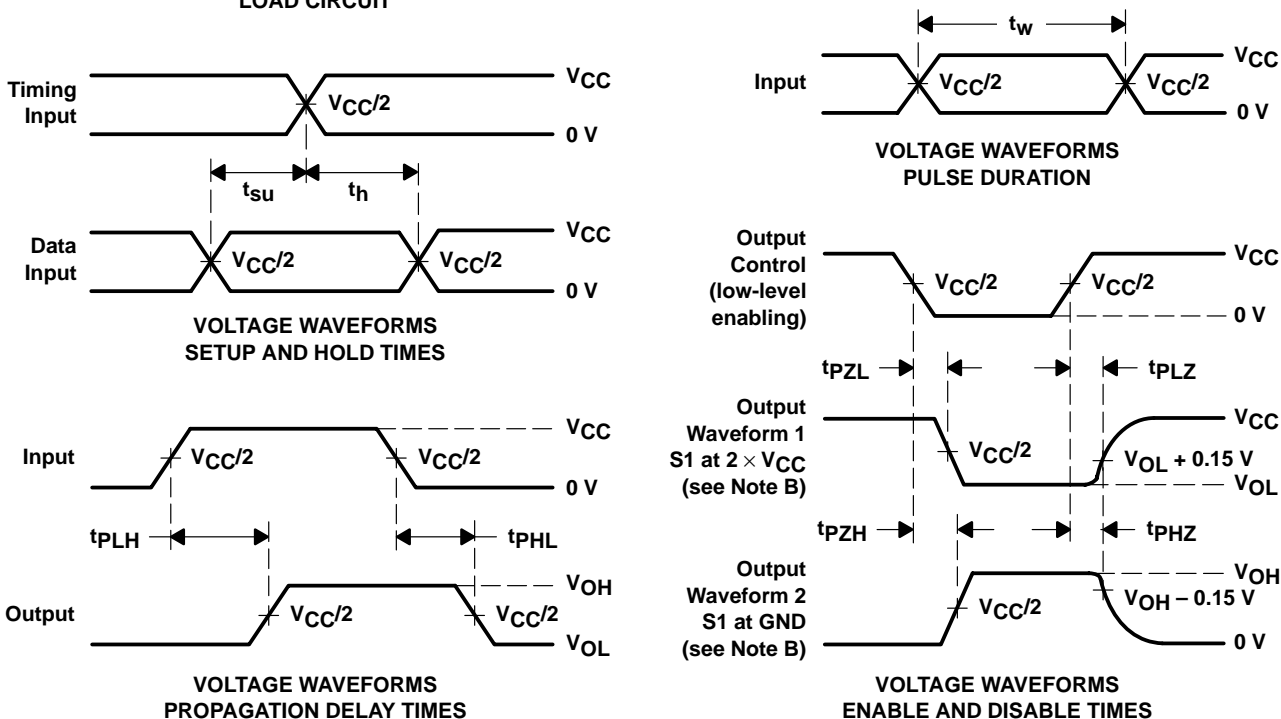 LOAD CIRCUIT
Timing
Input
VCC
VCC/2
0 V
tsu
th
Data
Input
VCC
VCC/2
VCC/2
0 V
VOLTAGE WAVEFORMS
SETUP AND HOLD TIMES
Input
VCC
VCC/2
VCC/2
0 V
tPLH
tPHL
Output
VOH
VCC/2
VCC/2
VOL
VOLTAGE WAVEFORMS
PROPAGATION DELAY TIMES
tw
Input
VCC
VCC/2
VCC/2
0 V
VOLTAGE WAVEFORMS
PULSE DURATION
Output
Control
(low-level
enabling)
VCC
VCC/2
VCC/2
0 V
tPZL
tPLZ
Output
Waveform 1
S1 at 2 × VCC
(see Note B)
VCC
VCC/2
VOL + 0.15 V
VOL
tPZH
tPHZ
Output
Waveform 2
S1 at GND
(see Note B)
VOH
VCC/2
VOH – 0.15 V
0 V
VOLTAGE WAVEFORMS
ENABLE AND DISABLE TIMES